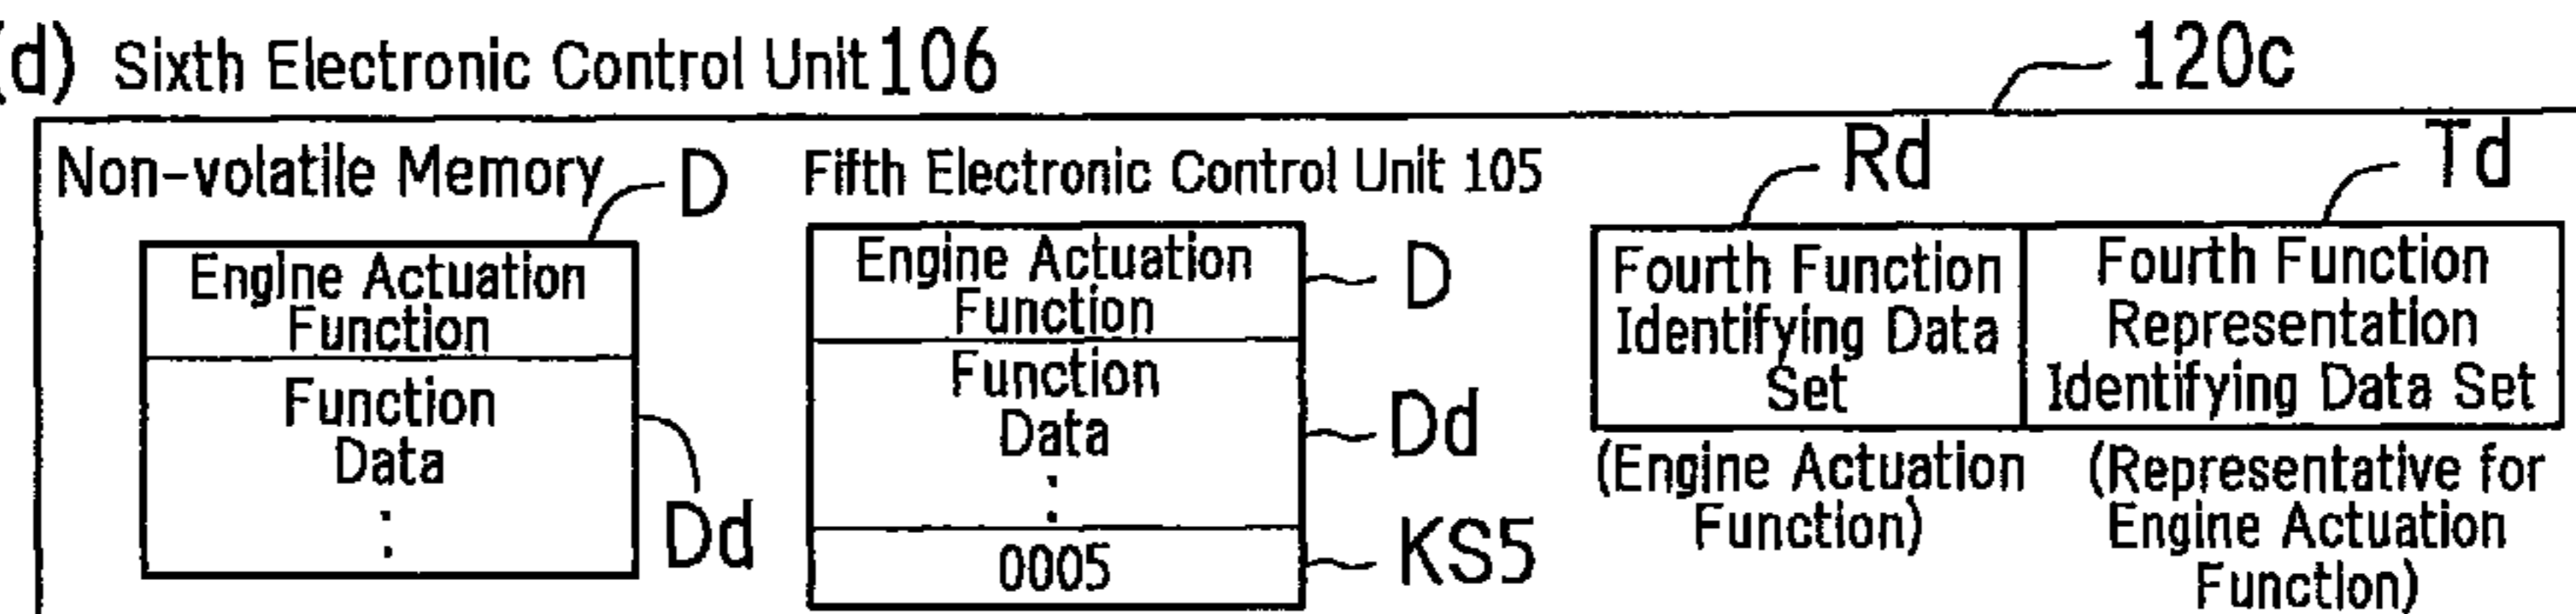 (d) Sixth Electronic Control Unit 106
120c
Non-volatile Memory
D
Engine Actuation
Function
Function
Data
Dd
Fifth Electronic Control Unit 105
Engine Actuation
Function
D
Function
Data
Dd
0005
KS5
Rd
Td
Fourth Function
Identifying Data
Set
Fourth Function
Representation
Identifying Data Set
(Engine Actuation
Function)
(Representative for
Engine Actuation
Function)